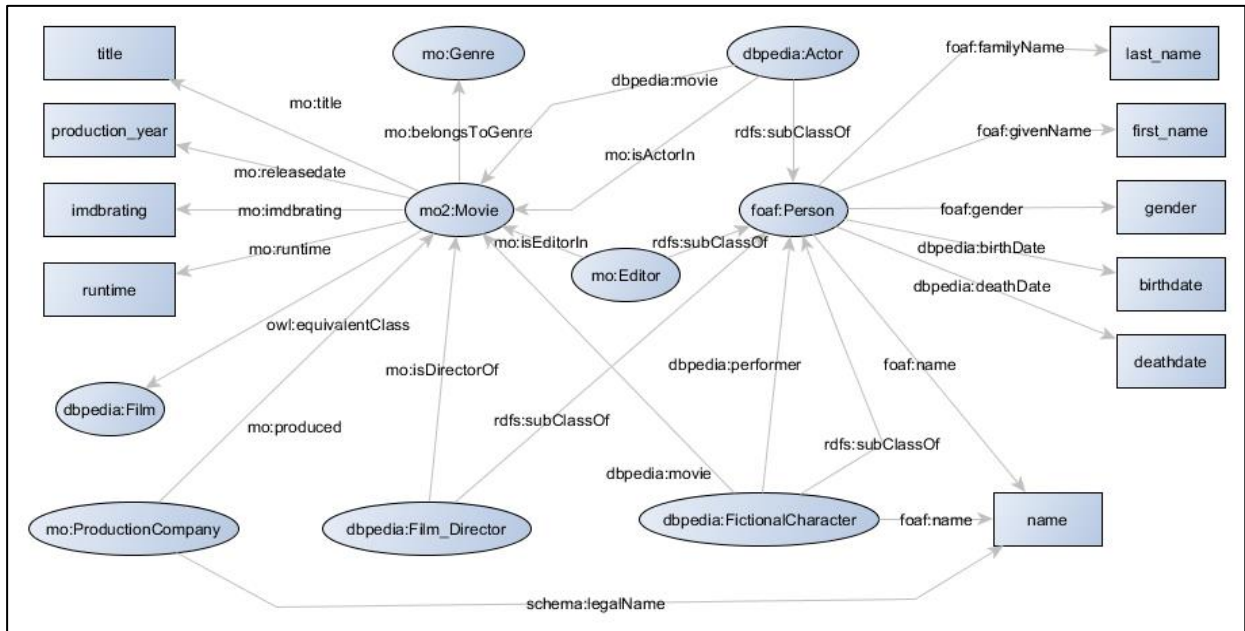 title
mo:Genre
dbpedia:Actor
foaf:familyName
last_name
dbpedia:movie
mo:title
production_year
mo:belongsToGenre
rdfs:subClassOf
foaf:givenName
first_name
mo:isActorIn
mo:releasedate
imdbrating
mo:imdbrating
mo2:Movie
foaf:Person
foaf:gender
gender
mo:isEditorIn
rdfs:subClassOf
mo:runtime
dbpedia:birthDate
mo:Editor
runtime
dbpedia:deathDate
birthdate
owl:equivalentClass
deathdate
mo:isDirectorOf
dbpedia:performer
foaf:name
dbpedia:Film
mo:produced
rdfs:subClassOf
rdfs:subClassOf
dbpedia:movie
mo:ProductionCompany
dbpedia:Film_Director
dbpedia:FictionalCharacter
foaf:name
name
schema:legalName